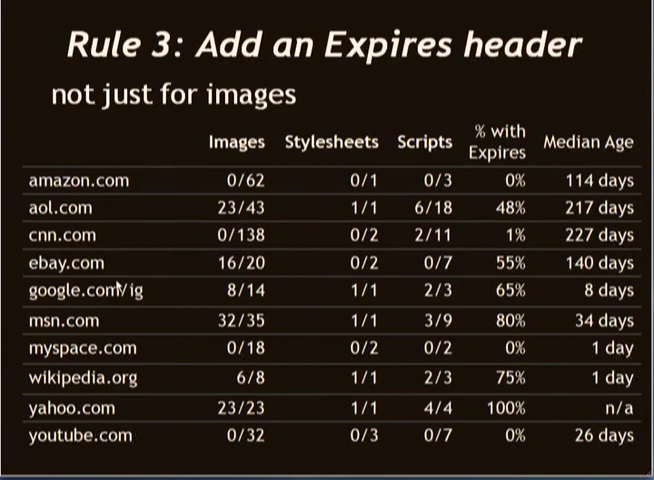 Rule 3: Add an Expires header
not just for images
Images Stylesheets Scripts % with Expires Median Age
amazon.com 0/62 0/1 0/3 0% 114 days
aol.com 23/43 1/1 6/18 48% 217 days
cnn.com 0/138 0/2 2/11 1% 227 days
ebay.com 16/20 0/2 0/7 55% 140 days
google.com/ig 8/14 1/1 2/3 65% 8 days
msn.com 32/35 1/1 3/9 80% 34 days
myspace.com 0/18 0/2 0/2 0% 1 day
wikipedia.org 6/8 1/1 2/3 75% 1 day
yahoo.com 23/23 1/1 4/4 100% n/a
youtube.com 0/32 0/3 0/7 0% 26 days